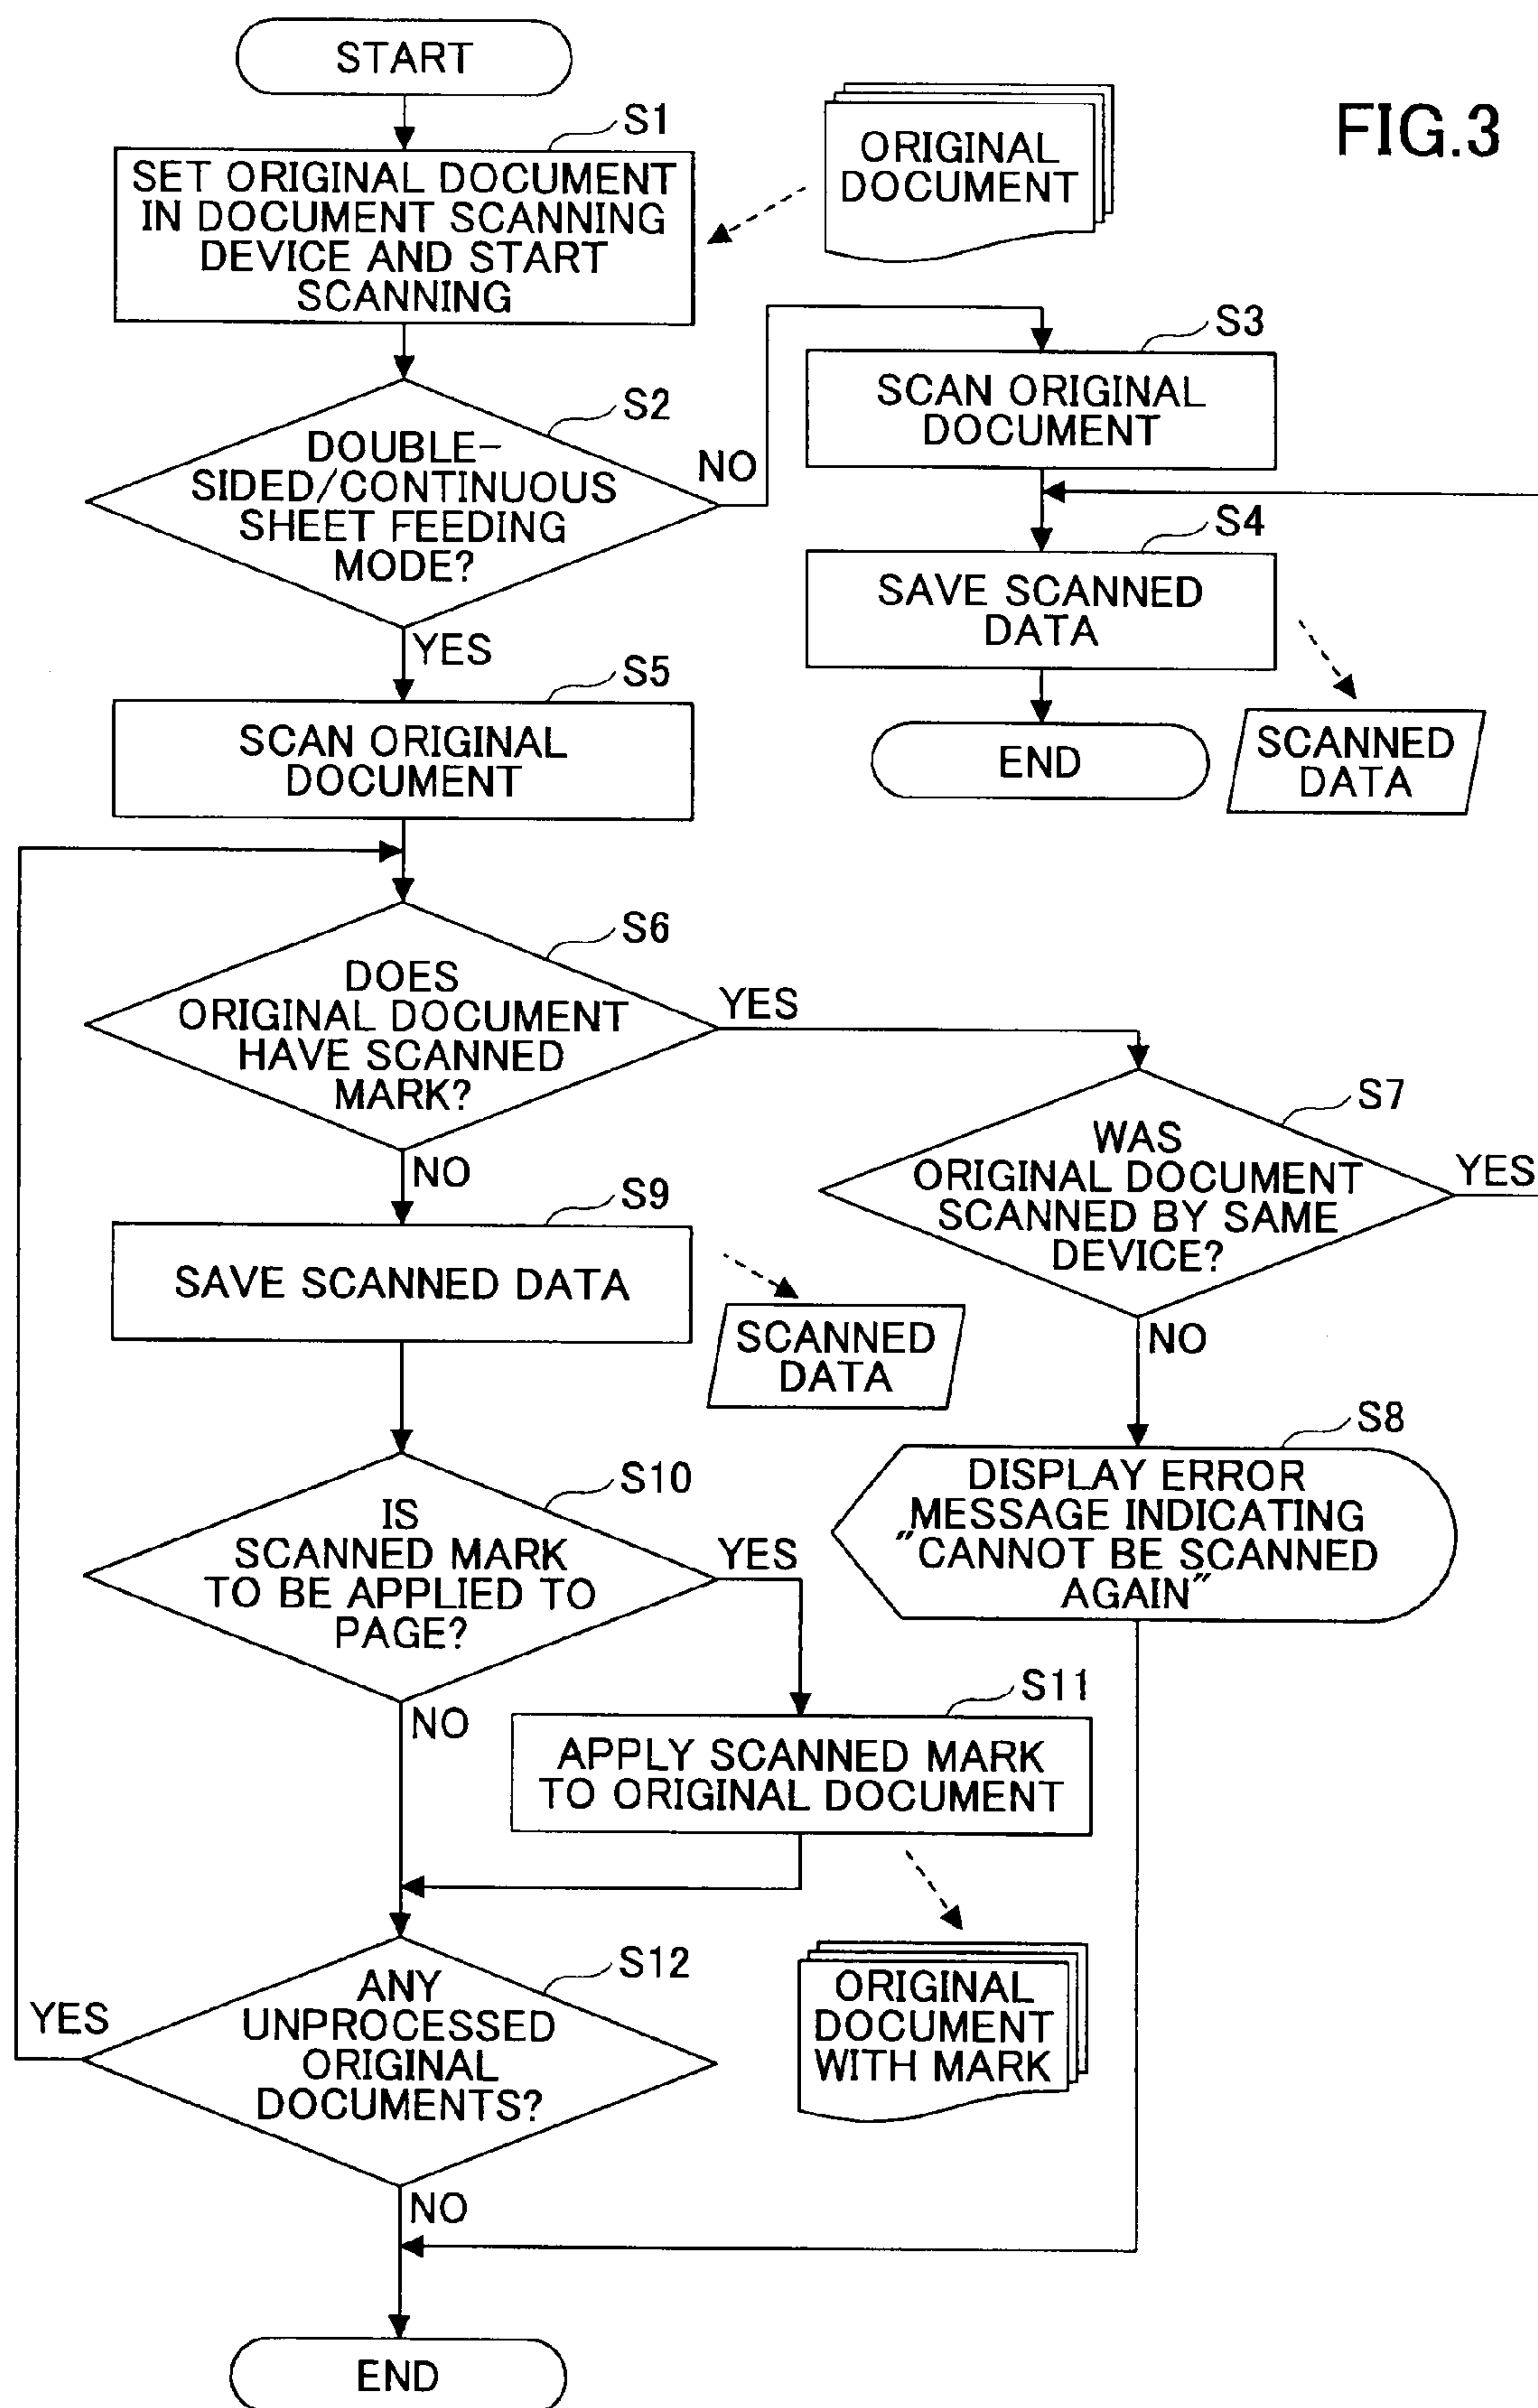 START
FIG.3
S1
SET ORIGINAL DOCUMENT
IN DOCUMENT SCANNING
DEVICE AND START
SCANNING
ORIGINAL
DOCUMENT
S2
DOUBLE-
SIDED/CONTINUOUS
SHEET FEEDING
MODE?
NO
YES
S3
SCAN ORIGINAL
DOCUMENT
S4
SAVE SCANNED
DATA
SCANNED
DATA
END
S5
SCAN ORIGINAL
DOCUMENT
S6
DOES
ORIGINAL DOCUMENT
HAVE SCANNED
MARK?
YES
NO
S7
WAS
ORIGINAL DOCUMENT
SCANNED BY SAME
DEVICE?
YES
NO
S8
DISPLAY ERROR
MESSAGE INDICATING
"CANNOT BE SCANNED
AGAIN"
S9
SAVE SCANNED DATA
SCANNED
DATA
S10
IS
SCANNED MARK
TO BE APPLIED TO
PAGE?
YES
NO
S11
APPLY SCANNED MARK
TO ORIGINAL DOCUMENT
ORIGINAL
DOCUMENT
WITH MARK
S12
ANY
UNPROCESSED
ORIGINAL
DOCUMENTS?
YES
NO
END